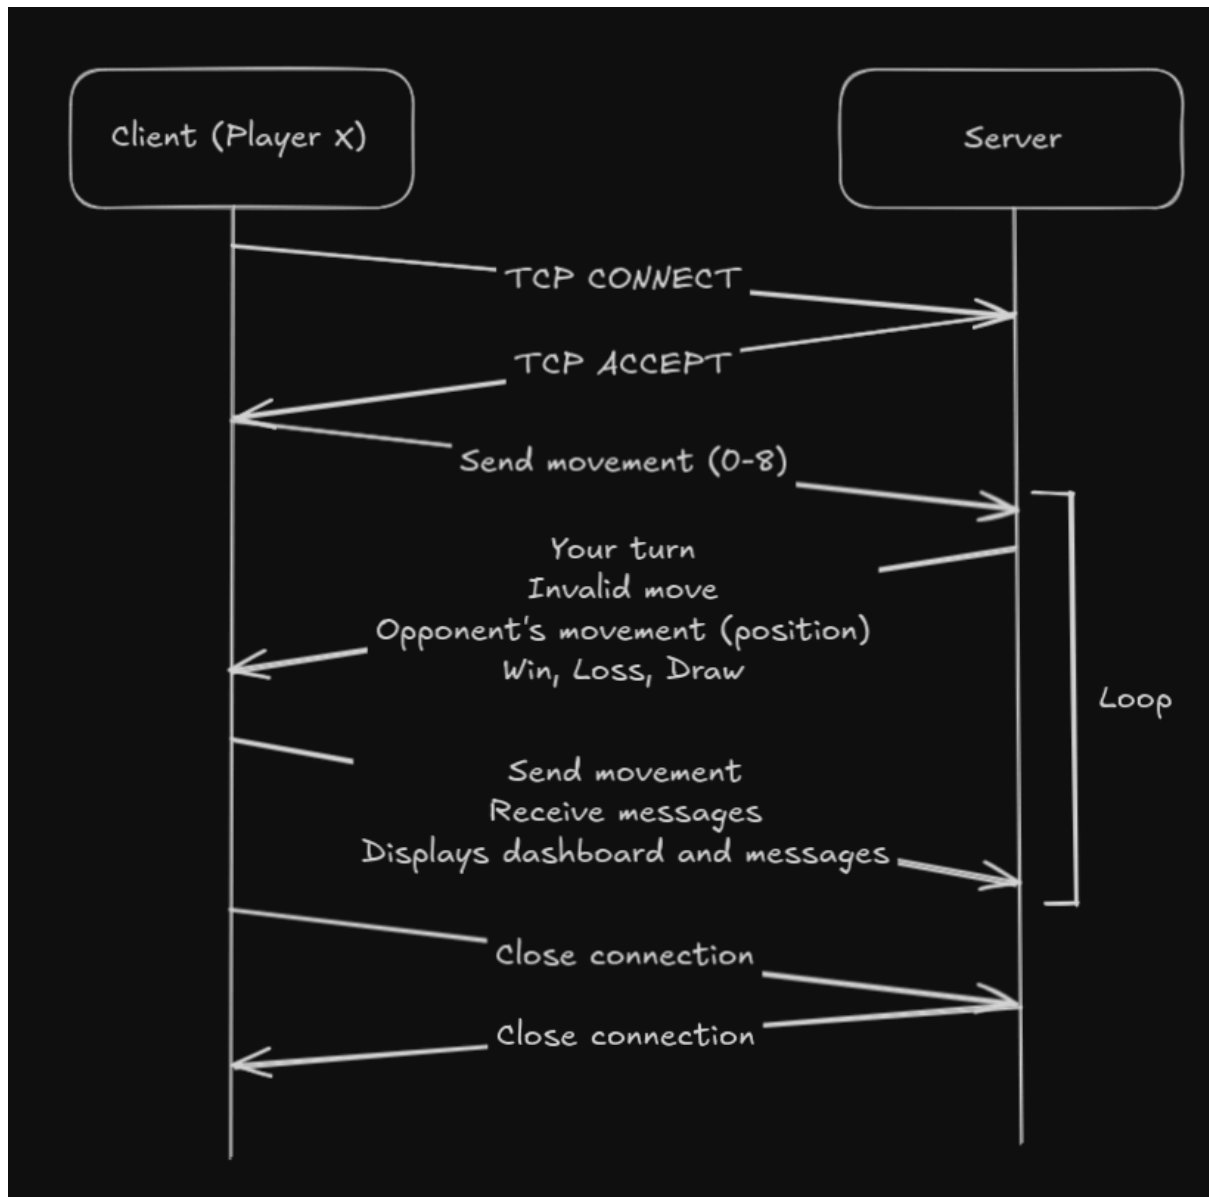 Client (Player X)
Server
TCP CONNECT
TCP ACCEPT
Send movement (0-8)
Your turn
Invalid move
Opponent's movement (position)
Win, Loss, Draw
Loop
Send movement
Receive messages
Displays dashboard and messages
Close connection
Close connection